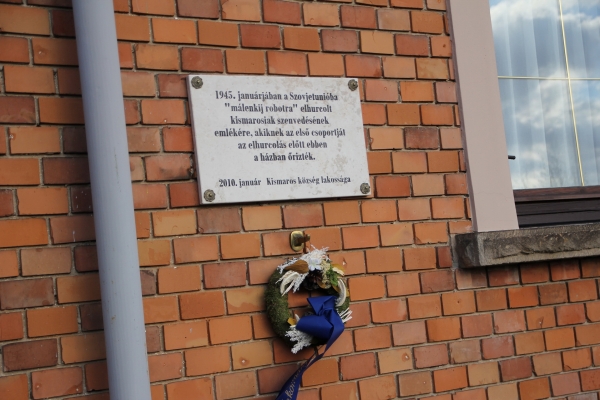 1945. januárjában a Szovjetunióba
"málenkij robotra" elhurcolt
kismarosiak szenvedésének
emlékére, akiknek az első csoportját
az elhurcolás előtt ebben
a házban őrizték.
2010. január Kismaros község lakossága